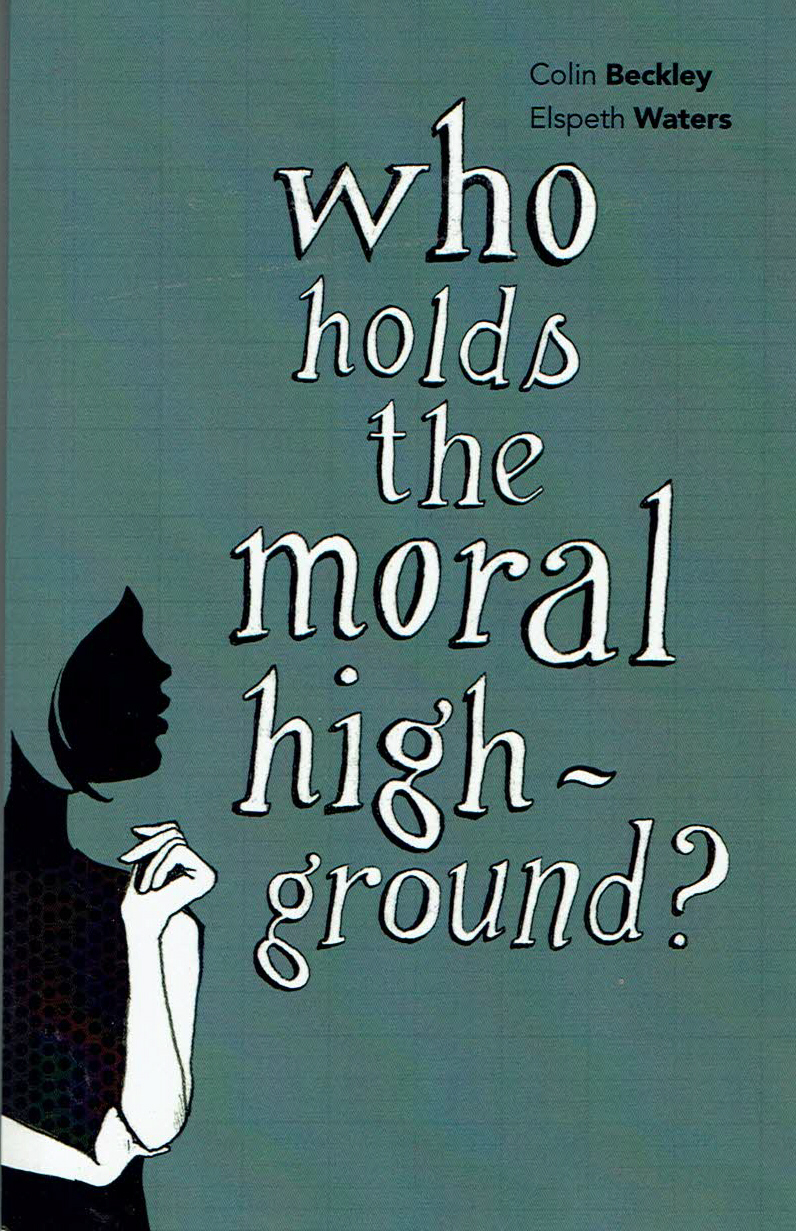 Colin Beckley
Elspeth Waters
who
holds
the
moral
high~
ground?